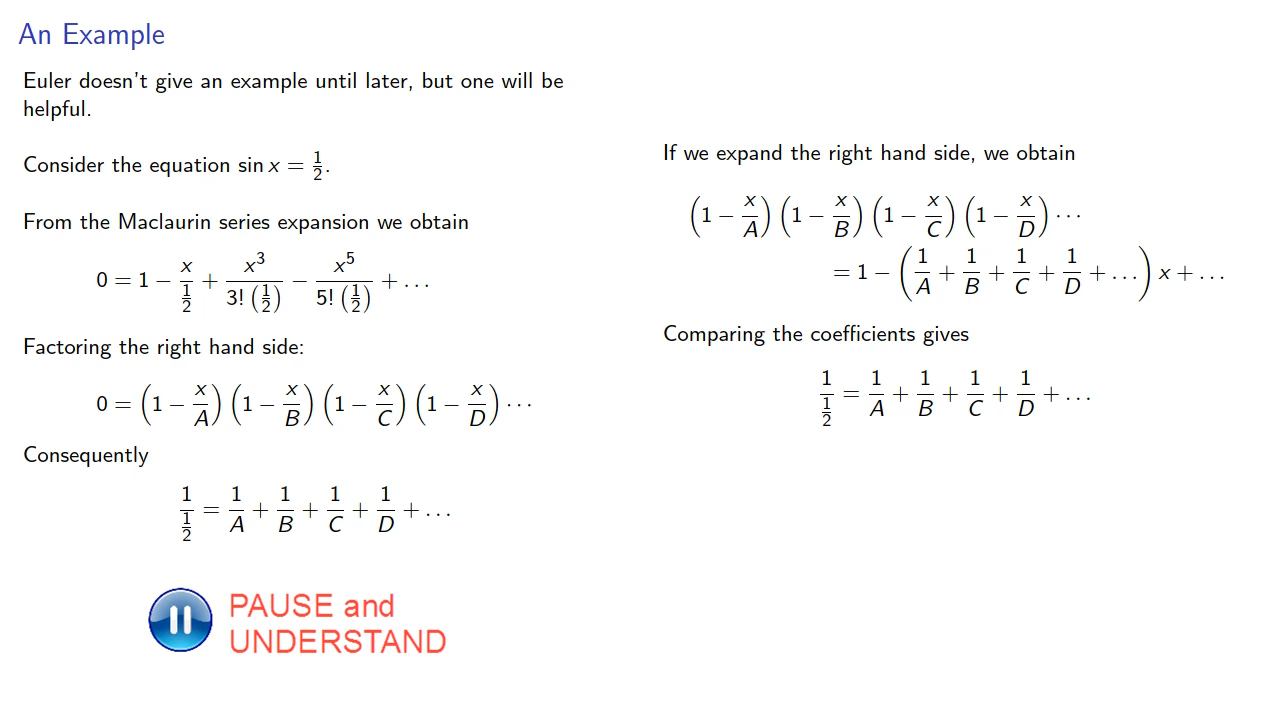 An Example
Euler doesn't give an example until later, but one will be
helpful.
Consider the equation sin x = 1/2.
From the Maclaurin series expansion we obtain
0 = 1 − x/(1/2) + x³/(3! (1/2)) − x⁵/(5! (1/2)) + …
Factoring the right hand side:
0 = (1 − x/A) (1 − x/B) (1 − x/C) (1 − x/D) ⋯
Consequently
1/(1/2) = 1/A + 1/B + 1/C + 1/D + …
PAUSE and
UNDERSTAND
If we expand the right hand side, we obtain
(1 − x/A) (1 − x/B) (1 − x/C) (1 − x/D) ⋯
= 1 − (1/A + 1/B + 1/C + 1/D + …) x + …
Comparing the coefficients gives
1/(1/2) = 1/A + 1/B + 1/C + 1/D + …